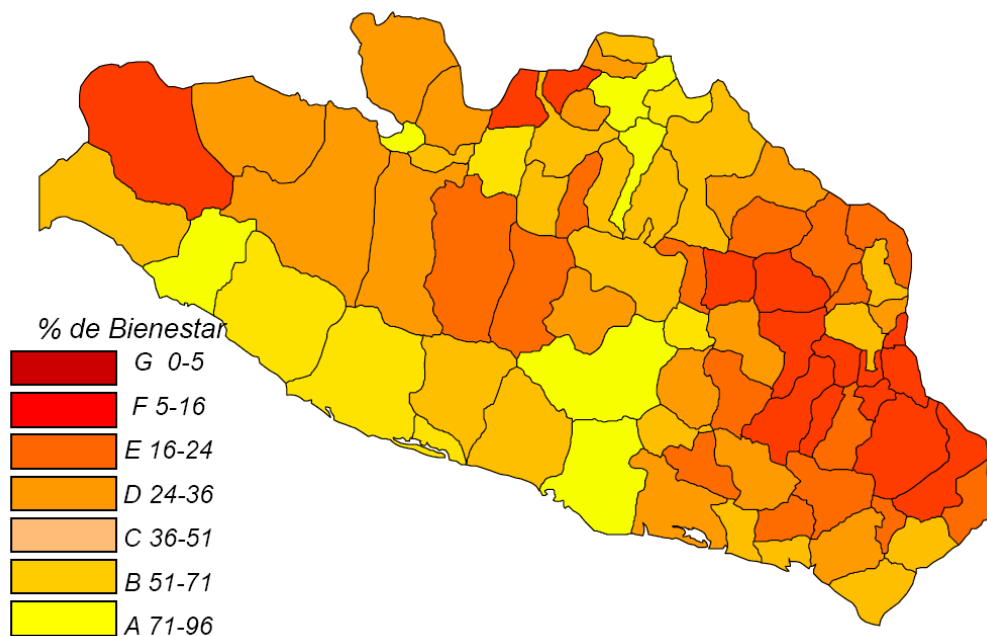 % de Bienestar
G 0-5
F 5-16
E 16-24
D 24-36
C 36-51
B 51-71
A 71-96